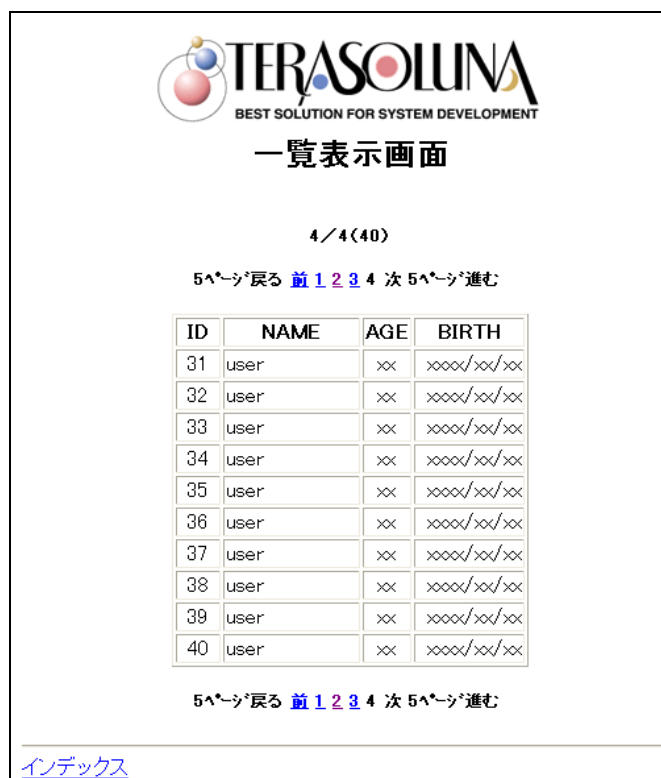 TERASOLUNA
BEST SOLUTION FOR SYSTEM DEVELOPMENT
一覧表示画面
4/4(40)
5ページ戻る 前 1 2 3 4 次 5ページ進む
ID NAME AGE BIRTH
31 user xx xxxx/xx/xx
32 user xx xxxx/xx/xx
33 user xx xxxx/xx/xx
34 user xx xxxx/xx/xx
35 user xx xxxx/xx/xx
36 user xx xxxx/xx/xx
37 user xx xxxx/xx/xx
38 user xx xxxx/xx/xx
39 user xx xxxx/xx/xx
40 user xx xxxx/xx/xx
5ページ戻る 前 1 2 3 4 次 5ページ進む
インデックス